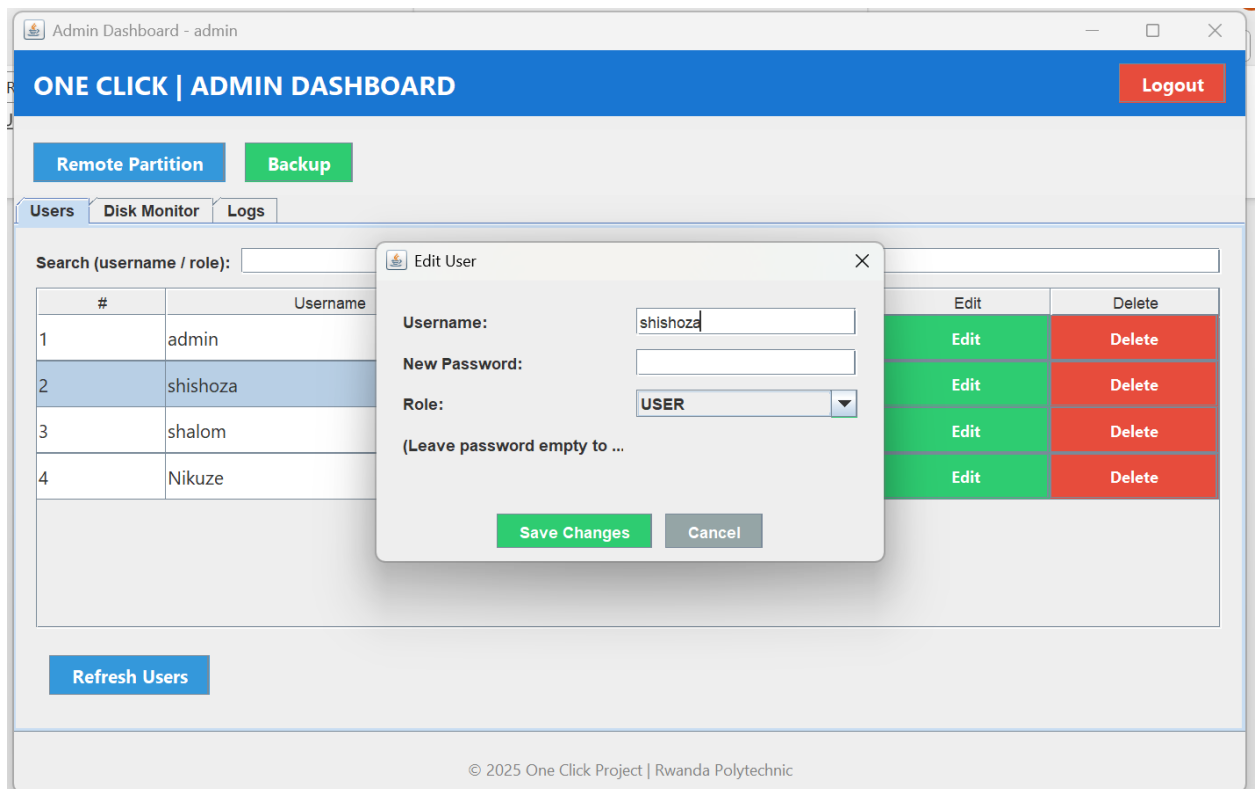 Admin Dashboard - admin
ONE CLICK | ADMIN DASHBOARD
Logout
Remote Partition
Backup
Users
Disk Monitor
Logs
Search (username / role):
# Username Edit Delete
1 admin Edit Delete
2 shishoza Edit Delete
3 shalom Edit Delete
4 Nikuze Edit Delete
Edit User
Username: shishoza
New Password:
Role: USER
(Leave password empty to ...
Save Changes
Cancel
Refresh Users
© 2025 One Click Project | Rwanda Polytechnic